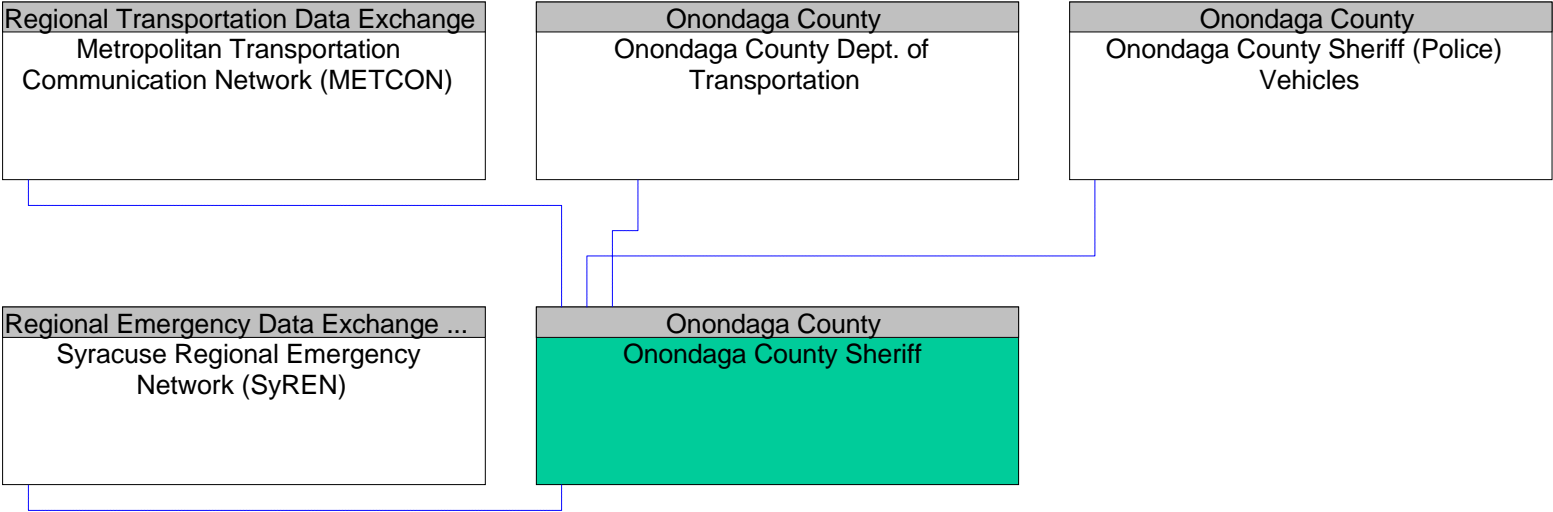 Regional Transportation Data Exchange
Metropolitan Transportation
Communication Network (METCON)
Onondaga County
Onondaga County Dept. of
Transportation
Onondaga County
Onondaga County Sheriff (Police)
Vehicles
Regional Emergency Data Exchange ...
Syracuse Regional Emergency
Network (SyREN)
Onondaga County
Onondaga County Sheriff